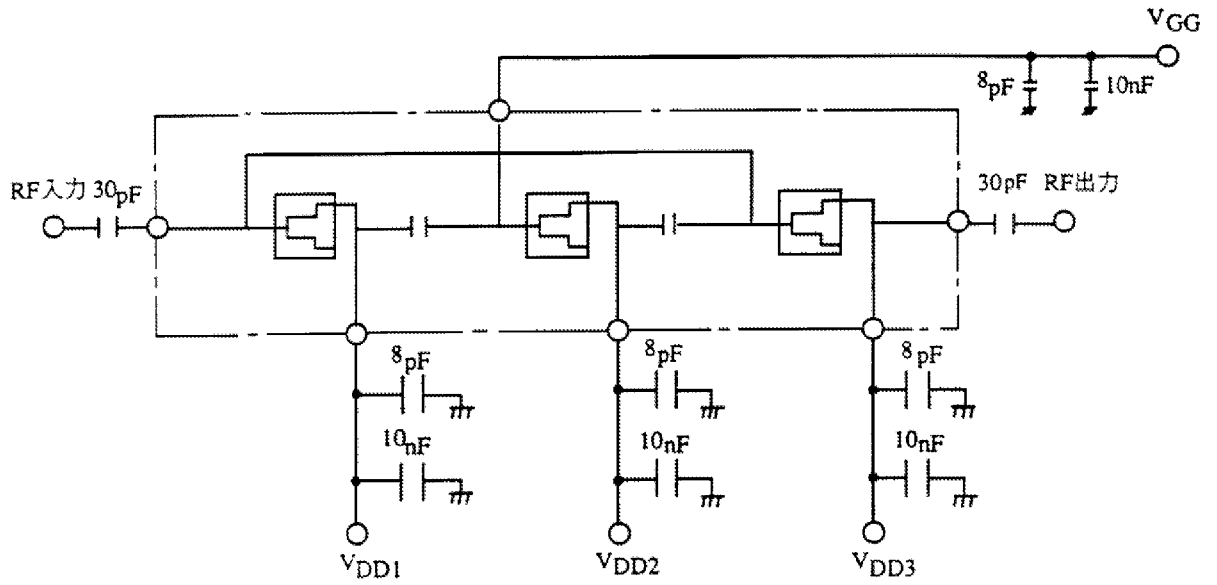 VGG
8pF
10nF
RF入力 30pF
30pF RF出力
8pF
8pF
8pF
10nF
10nF
10nF
VDD1
VDD2
VDD3